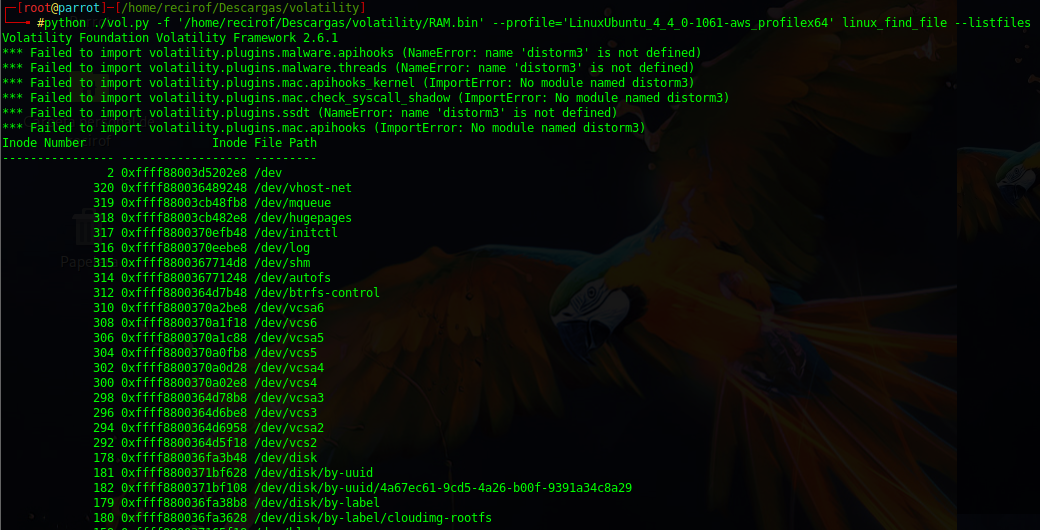 [root@parrot]─[/home/recirof/Descargas/volatility]
#python ./vol.py -f '/home/recirof/Descargas/volatility/RAM.bin' --profile='LinuxUbuntu_4_4_0-1061-aws_profilex64' linux_find_file --listfiles
Volatility Foundation Volatility Framework 2.6.1
*** Failed to import volatility.plugins.malware.apihooks (NameError: name 'distorm3' is not defined)
*** Failed to import volatility.plugins.malware.threads (NameError: name 'distorm3' is not defined)
*** Failed to import volatility.plugins.mac.apihooks_kernel (ImportError: No module named distorm3)
*** Failed to import volatility.plugins.mac.check_syscall_shadow (ImportError: No module named distorm3)
*** Failed to import volatility.plugins.ssdt (NameError: name 'distorm3' is not defined)
*** Failed to import volatility.plugins.mac.apihooks (ImportError: No module named distorm3)
Inode Number Inode File Path
---------------- ------------------ ---------
2 0xffff88003d5202e8 /dev
320 0xffff880036489248 /dev/vhost-net
319 0xffff88003cb48fb8 /dev/mqueue
318 0xffff88003cb482e8 /dev/hugepages
317 0xffff8800370efb48 /dev/initctl
316 0xffff8800370eebe8 /dev/log
315 0xffff8800367714d8 /dev/shm
314 0xffff880036771248 /dev/autofs
312 0xffff8800364d7b48 /dev/btrfs-control
310 0xffff8800370a2be8 /dev/vcsa6
308 0xffff8800370a1f18 /dev/vcs6
306 0xffff8800370a1c88 /dev/vcsa5
304 0xffff8800370a0fb8 /dev/vcs5
302 0xffff8800370a0d28 /dev/vcsa4
300 0xffff8800370a02e8 /dev/vcs4
298 0xffff8800364d78b8 /dev/vcsa3
296 0xffff8800364d6be8 /dev/vcs3
294 0xffff8800364d6958 /dev/vcsa2
292 0xffff8800364d5f18 /dev/vcs2
178 0xffff880036fa3b48 /dev/disk
181 0xffff8800371bf628 /dev/disk/by-uuid
182 0xffff8800371bf108 /dev/disk/by-uuid/4a67ec61-9cd5-4a26-b00f-9391a34c8a29
179 0xffff880036fa38b8 /dev/disk/by-label
180 0xffff880036fa3628 /dev/disk/by-label/cloudimg-rootfs